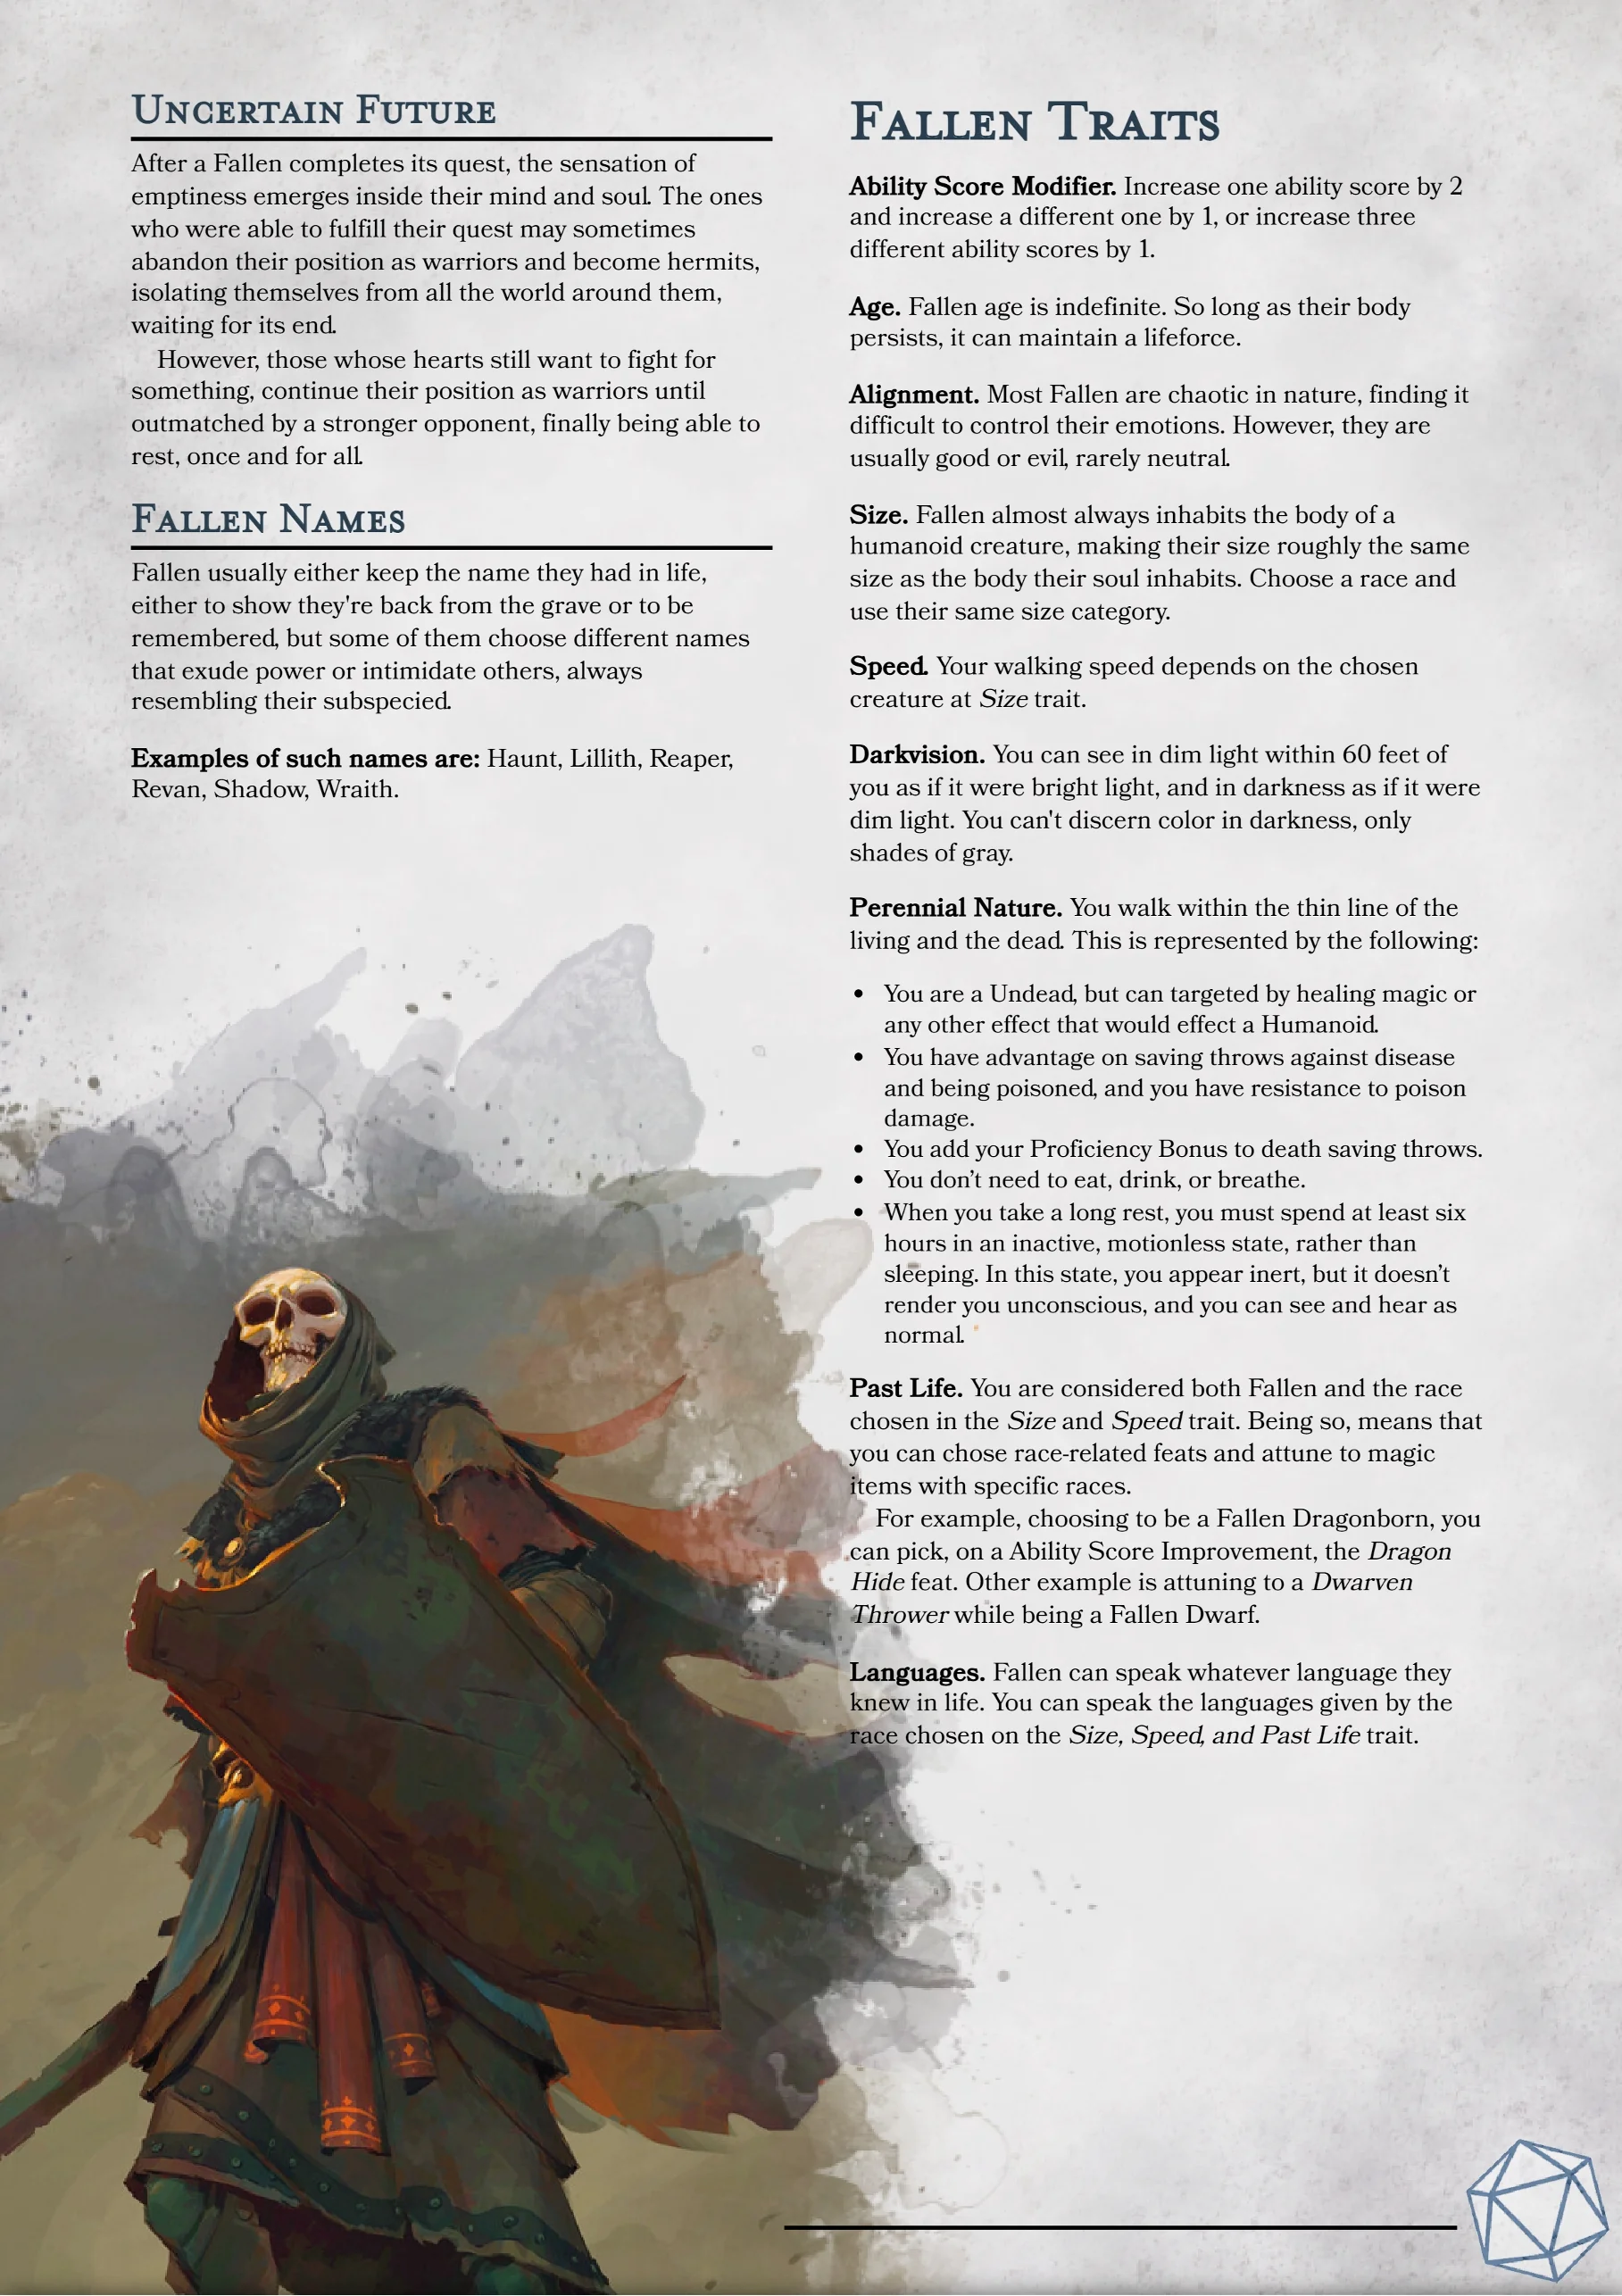 Uncertain Future
After a Fallen completes its quest, the sensation of
emptiness emerges inside their mind and soul. The ones
who were able to fulfill their quest may sometimes
abandon their position as warriors and become hermits,
isolating themselves from all the world around them,
waiting for its end.
However, those whose hearts still want to fight for
something, continue their position as warriors until
outmatched by a stronger opponent, finally being able to
rest, once and for all.
Fallen Names
Fallen usually either keep the name they had in life,
either to show they're back from the grave or to be
remembered, but some of them choose different names
that exude power or intimidate others, always
resembling their subspecied.
Examples of such names are: Haunt, Lillith, Reaper,
Revan, Shadow, Wraith.
Fallen Traits
Ability Score Modifier. Increase one ability score by 2
and increase a different one by 1, or increase three
different ability scores by 1.
Age. Fallen age is indefinite. So long as their body
persists, it can maintain a lifeforce.
Alignment. Most Fallen are chaotic in nature, finding it
difficult to control their emotions. However, they are
usually good or evil, rarely neutral.
Size. Fallen almost always inhabits the body of a
humanoid creature, making their size roughly the same
size as the body their soul inhabits. Choose a race and
use their same size category.
Speed. Your walking speed depends on the chosen
creature at Size trait.
Darkvision. You can see in dim light within 60 feet of
you as if it were bright light, and in darkness as if it were
dim light. You can't discern color in darkness, only
shades of gray.
Perennial Nature. You walk within the thin line of the
living and the dead. This is represented by the following:
• You are a Undead, but can targeted by healing magic or
any other effect that would effect a Humanoid.
• You have advantage on saving throws against disease
and being poisoned, and you have resistance to poison
damage.
• You add your Proficiency Bonus to death saving throws.
• You don’t need to eat, drink, or breathe.
• When you take a long rest, you must spend at least six
hours in an inactive, motionless state, rather than
sleeping. In this state, you appear inert, but it doesn’t
render you unconscious, and you can see and hear as
normal.
Past Life. You are considered both Fallen and the race
chosen in the Size and Speed trait. Being so, means that
you can chose race-related feats and attune to magic
items with specific races.
For example, choosing to be a Fallen Dragonborn, you
can pick, on a Ability Score Improvement, the Dragon
Hide feat. Other example is attuning to a Dwarven
Thrower while being a Fallen Dwarf.
Languages. Fallen can speak whatever language they
knew in life. You can speak the languages given by the
race chosen on the Size, Speed, and Past Life trait.